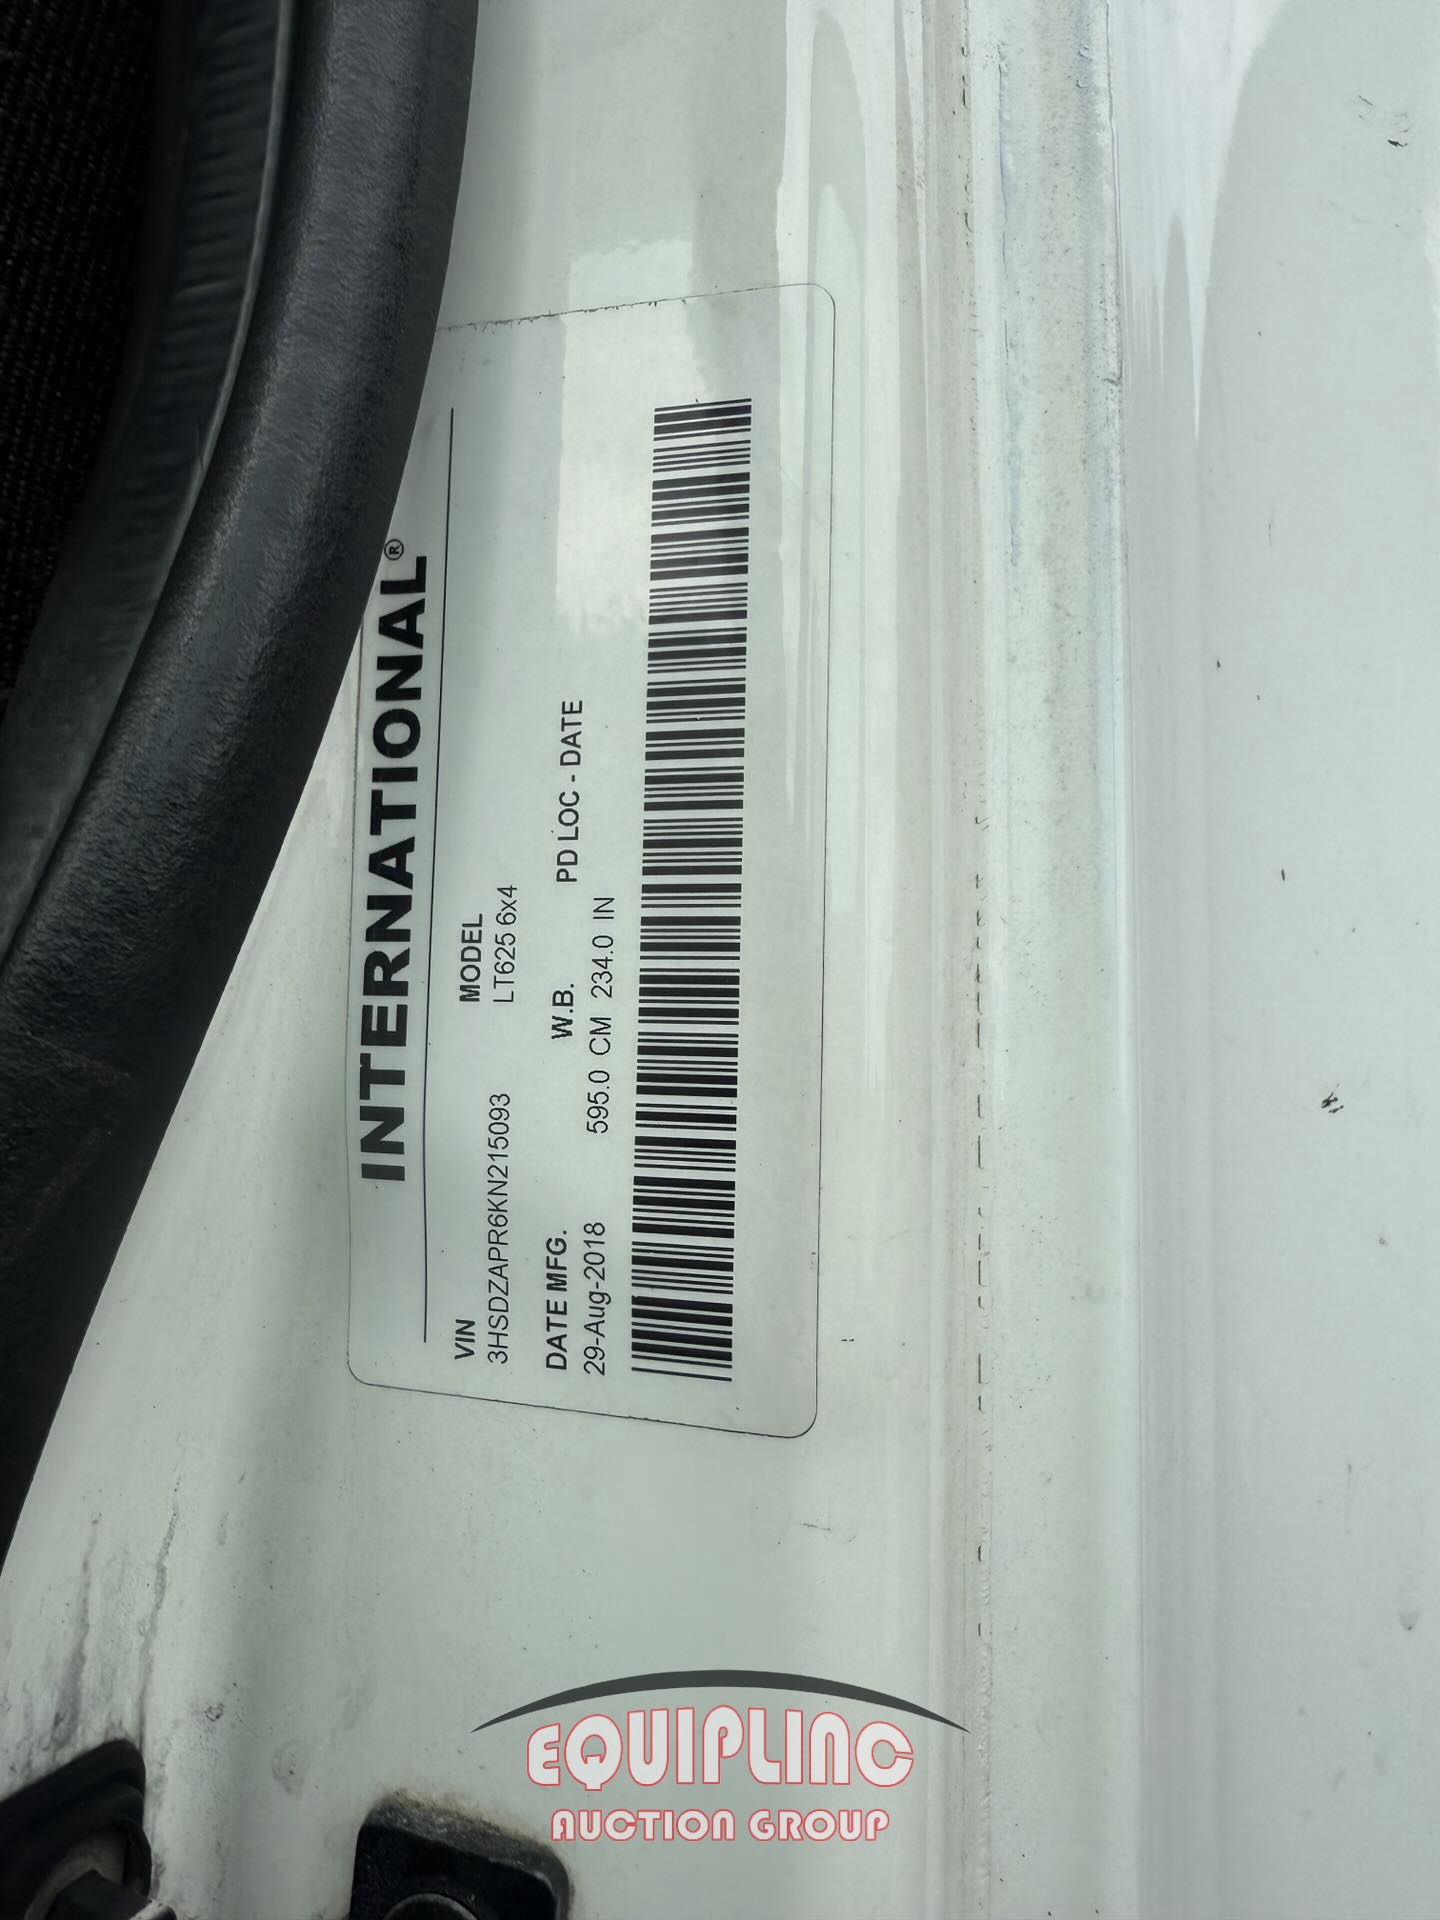 INTERNATIONAL®
VIN MODEL
3HSDZAPR6KN215093 LT625 6x4
DATE MFG. W.B. PD LOC - DATE
29-Aug-2018 595.0 CM 234.0 IN
EQUIPLINC
AUCTION GROUP